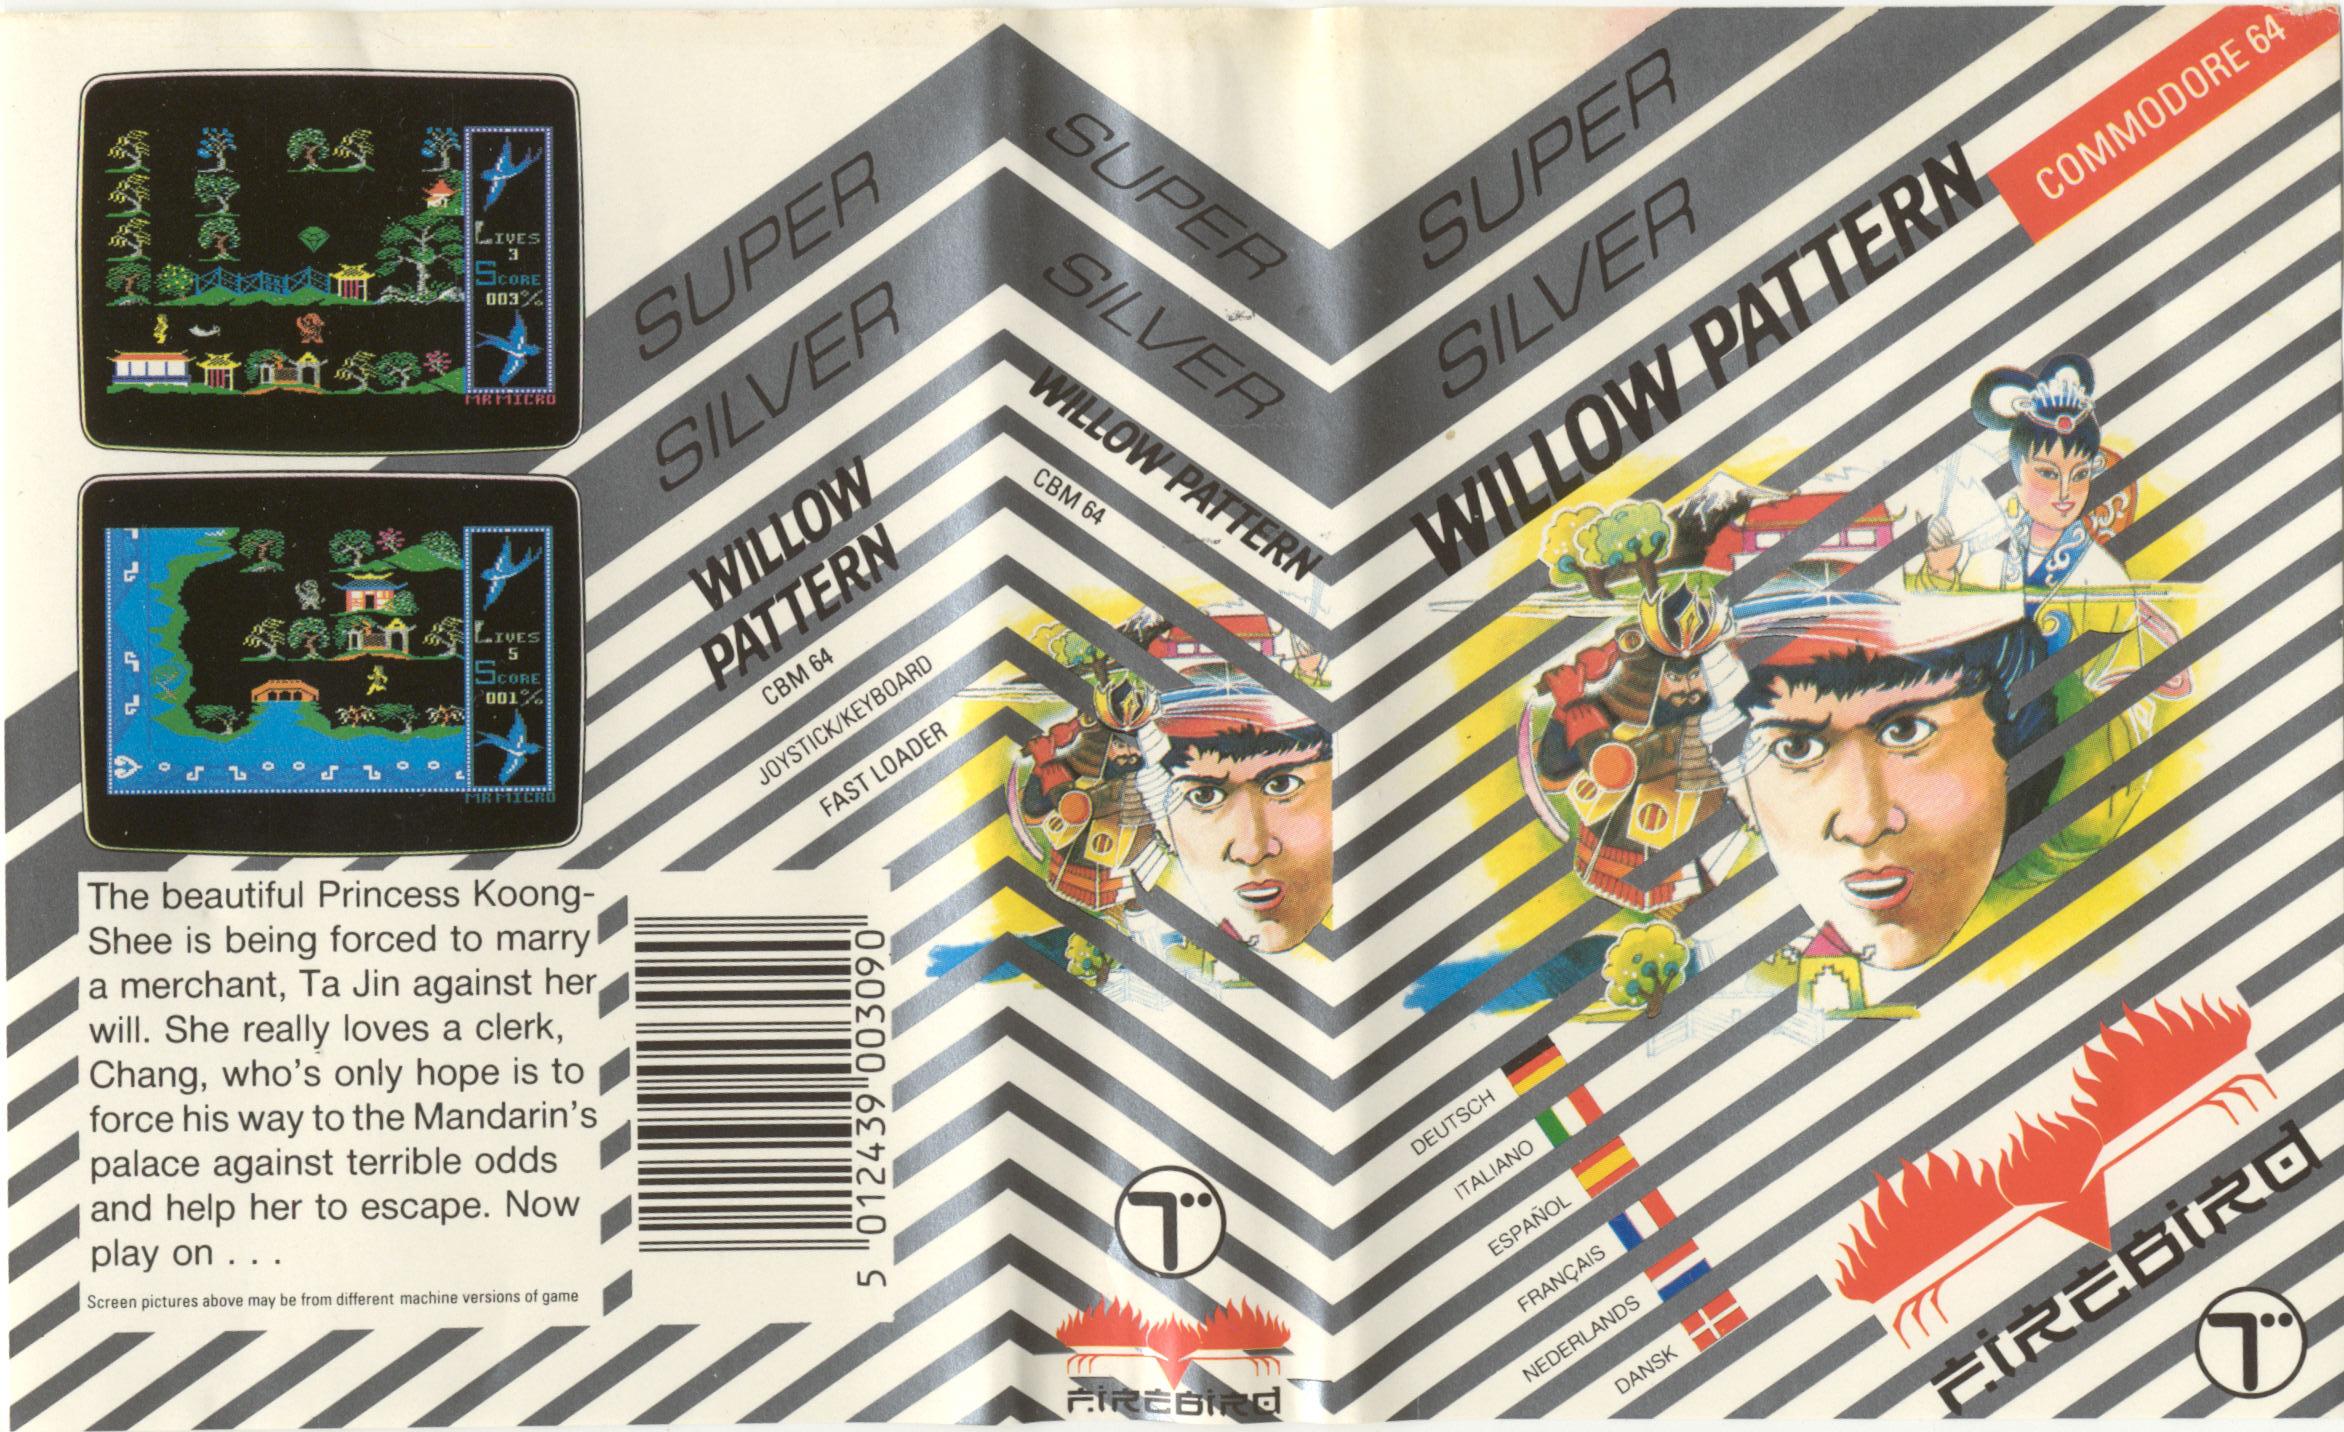 LIVES
3
SCORE
003%
MR MICRO
LIVES
5
SCORE
001%
MR MICRO
The beautiful Princess Koong-
Shee is being forced to marry
a merchant, Ta Jin against her
will. She really loves a clerk,
Chang, who's only hope is to
force his way to the Mandarin's
palace against terrible odds
and help her to escape. Now
play on . . .
Screen pictures above may be from different machine versions of game
SUPER
SILVER
WILLOW
PATTERN
CBM 64
JOYSTICK/KEYBOARD
FAST LOADER
5 012439 003090
SUPER
SILVER
WILLOW PATTERN
CBM 64
FIREBIRD
SUPER
SILVER
WILLOW PATTERN
COMMODORE 64
DEUTSCH
ITALIANO
ESPAÑOL
FRANÇAIS
NEDERLANDS
DANSK
FIREBIRD